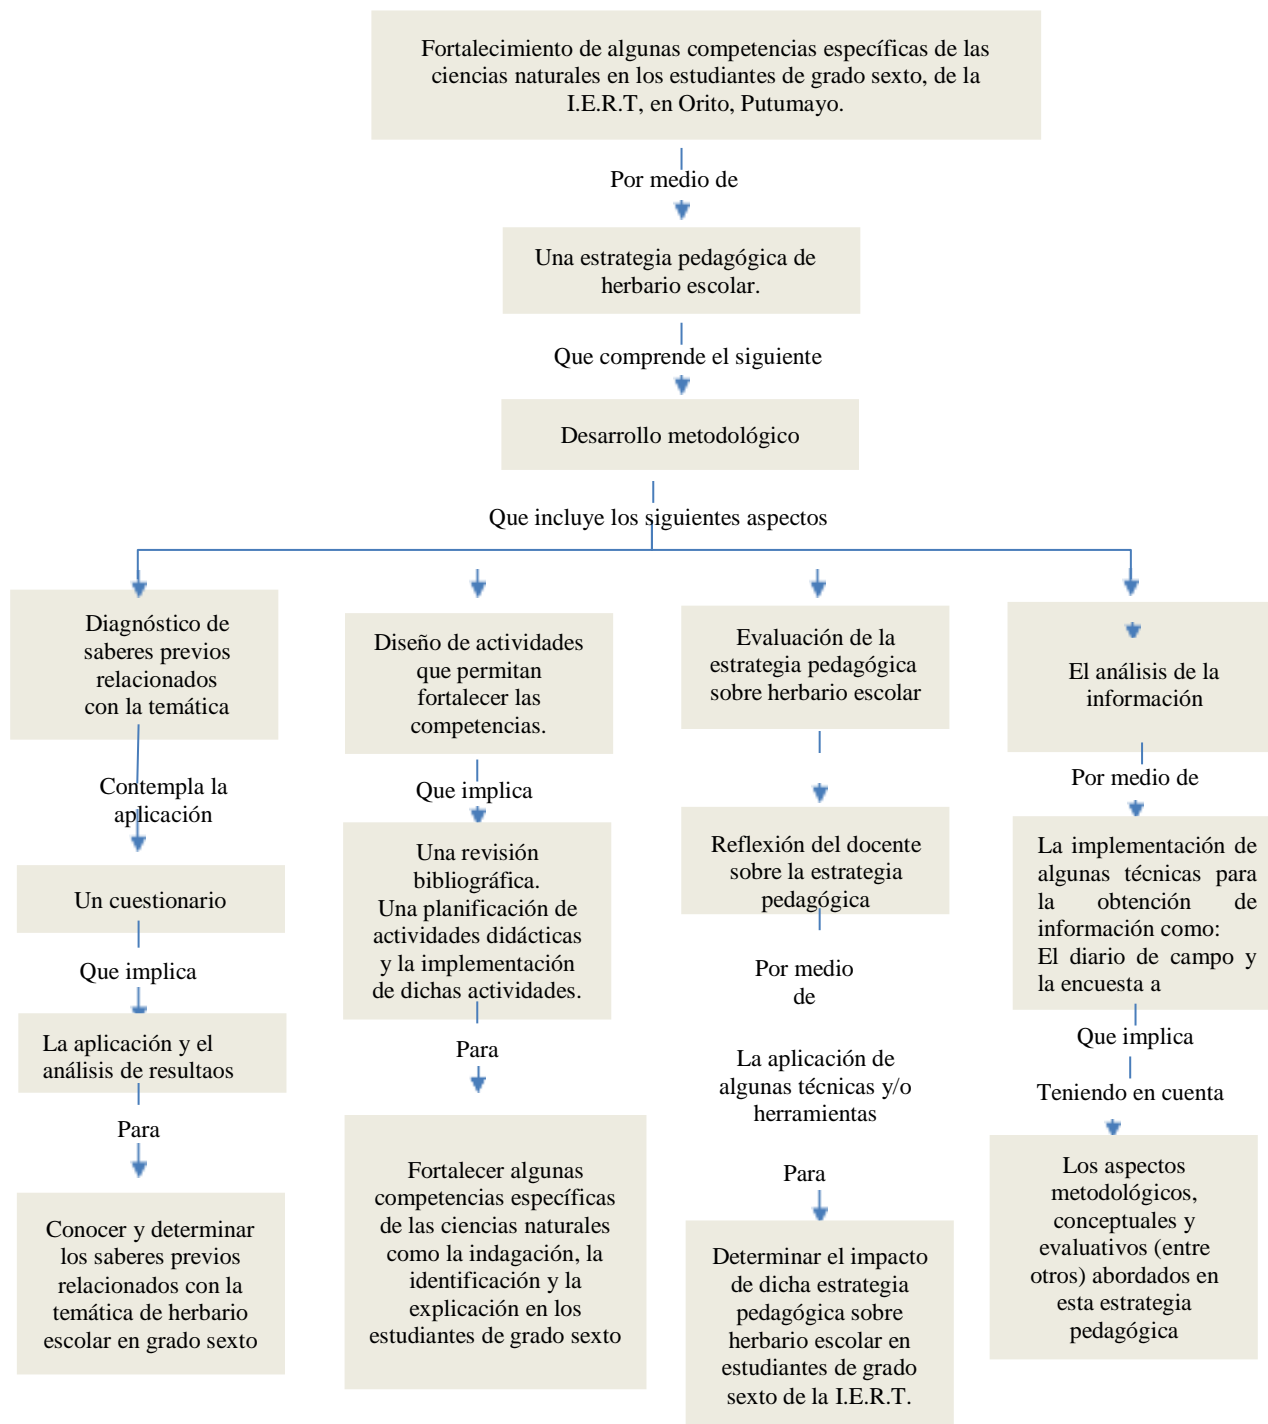 Fortalecimiento de algunas competencias específicas de las
ciencias naturales en los estudiantes de grado sexto, de la
I.E.R.T, en Orito, Putumayo.
Por medio de
Una estrategia pedagógica de
herbario escolar.
Que comprende el siguiente
Desarrollo metodológico
Que incluye los siguientes aspectos
Diagnóstico de
saberes previos
relacionados
con la temática
Contempla la
aplicación
Un cuestionario
Que implica
La aplicación y el
análisis de resultaos
Para
Conocer y determinar
los saberes previos
relacionados con la
temática de herbario
escolar en grado sexto
Diseño de actividades
que permitan
fortalecer las
competencias.
Que implica
Una revisión
bibliográfica.
Una planificación de
actividades didácticas
y la implementación
de dichas actividades.
Para
Fortalecer algunas
competencias específicas
de las ciencias naturales
como la indagación, la
identificación y la
explicación en los
estudiantes de grado sexto
Evaluación de la
estrategia pedagógica
sobre herbario escolar
Reflexión del docente
sobre la estrategia
pedagógica
Por medio
de
La aplicación de
algunas técnicas y/o
herramientas
Para
Determinar el impacto
de dicha estrategia
pedagógica sobre
herbario escolar en
estudiantes de grado
sexto de la I.E.R.T.
El análisis de la
información
Por medio de
La implementación de
algunas técnicas para
la obtención de
información como:
El diario de campo y
la encuesta a
Que implica
Teniendo en cuenta
Los aspectos
metodológicos,
conceptuales y
evaluativos (entre
otros) abordados en
esta estrategia
pedagógica